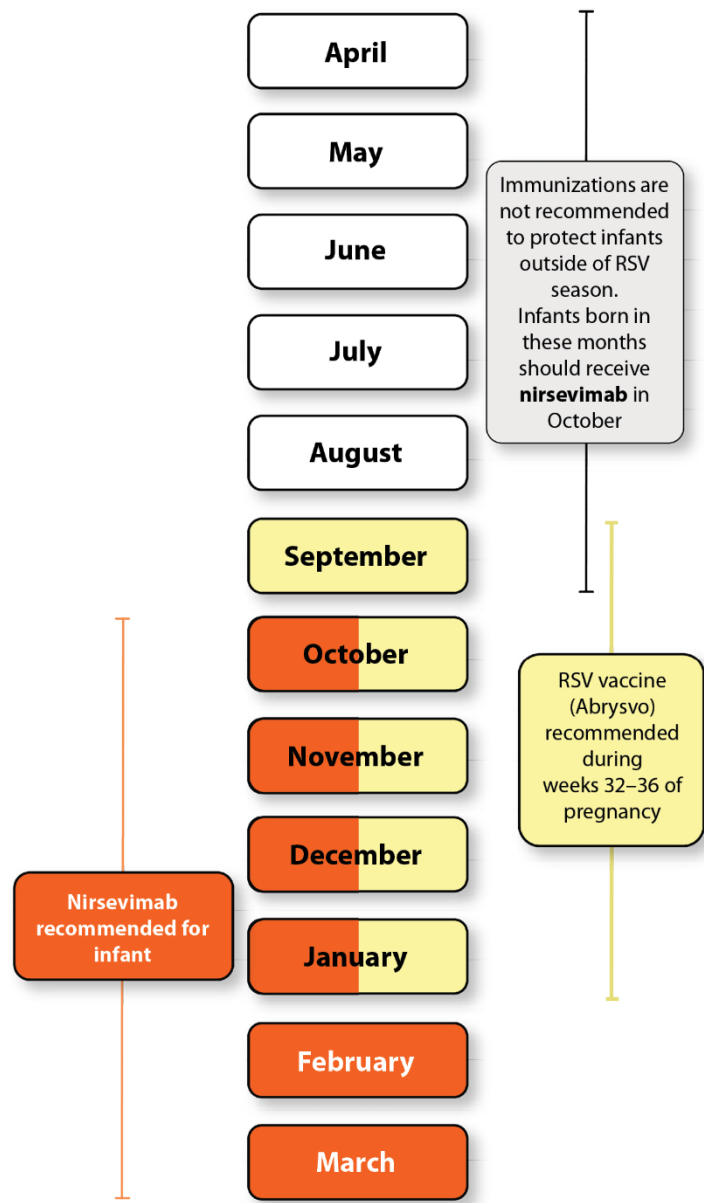 April
May
June
July
August
September
October
November
December
January
February
March
Immunizations are
not recommended
to protect infants
outside of RSV
season.
Infants born in
these months
should receive
nirsevimab in
October
RSV vaccine
(Abrysvo)
recommended
during
weeks 32–36 of
pregnancy
Nirsevimab
recommended for
infant